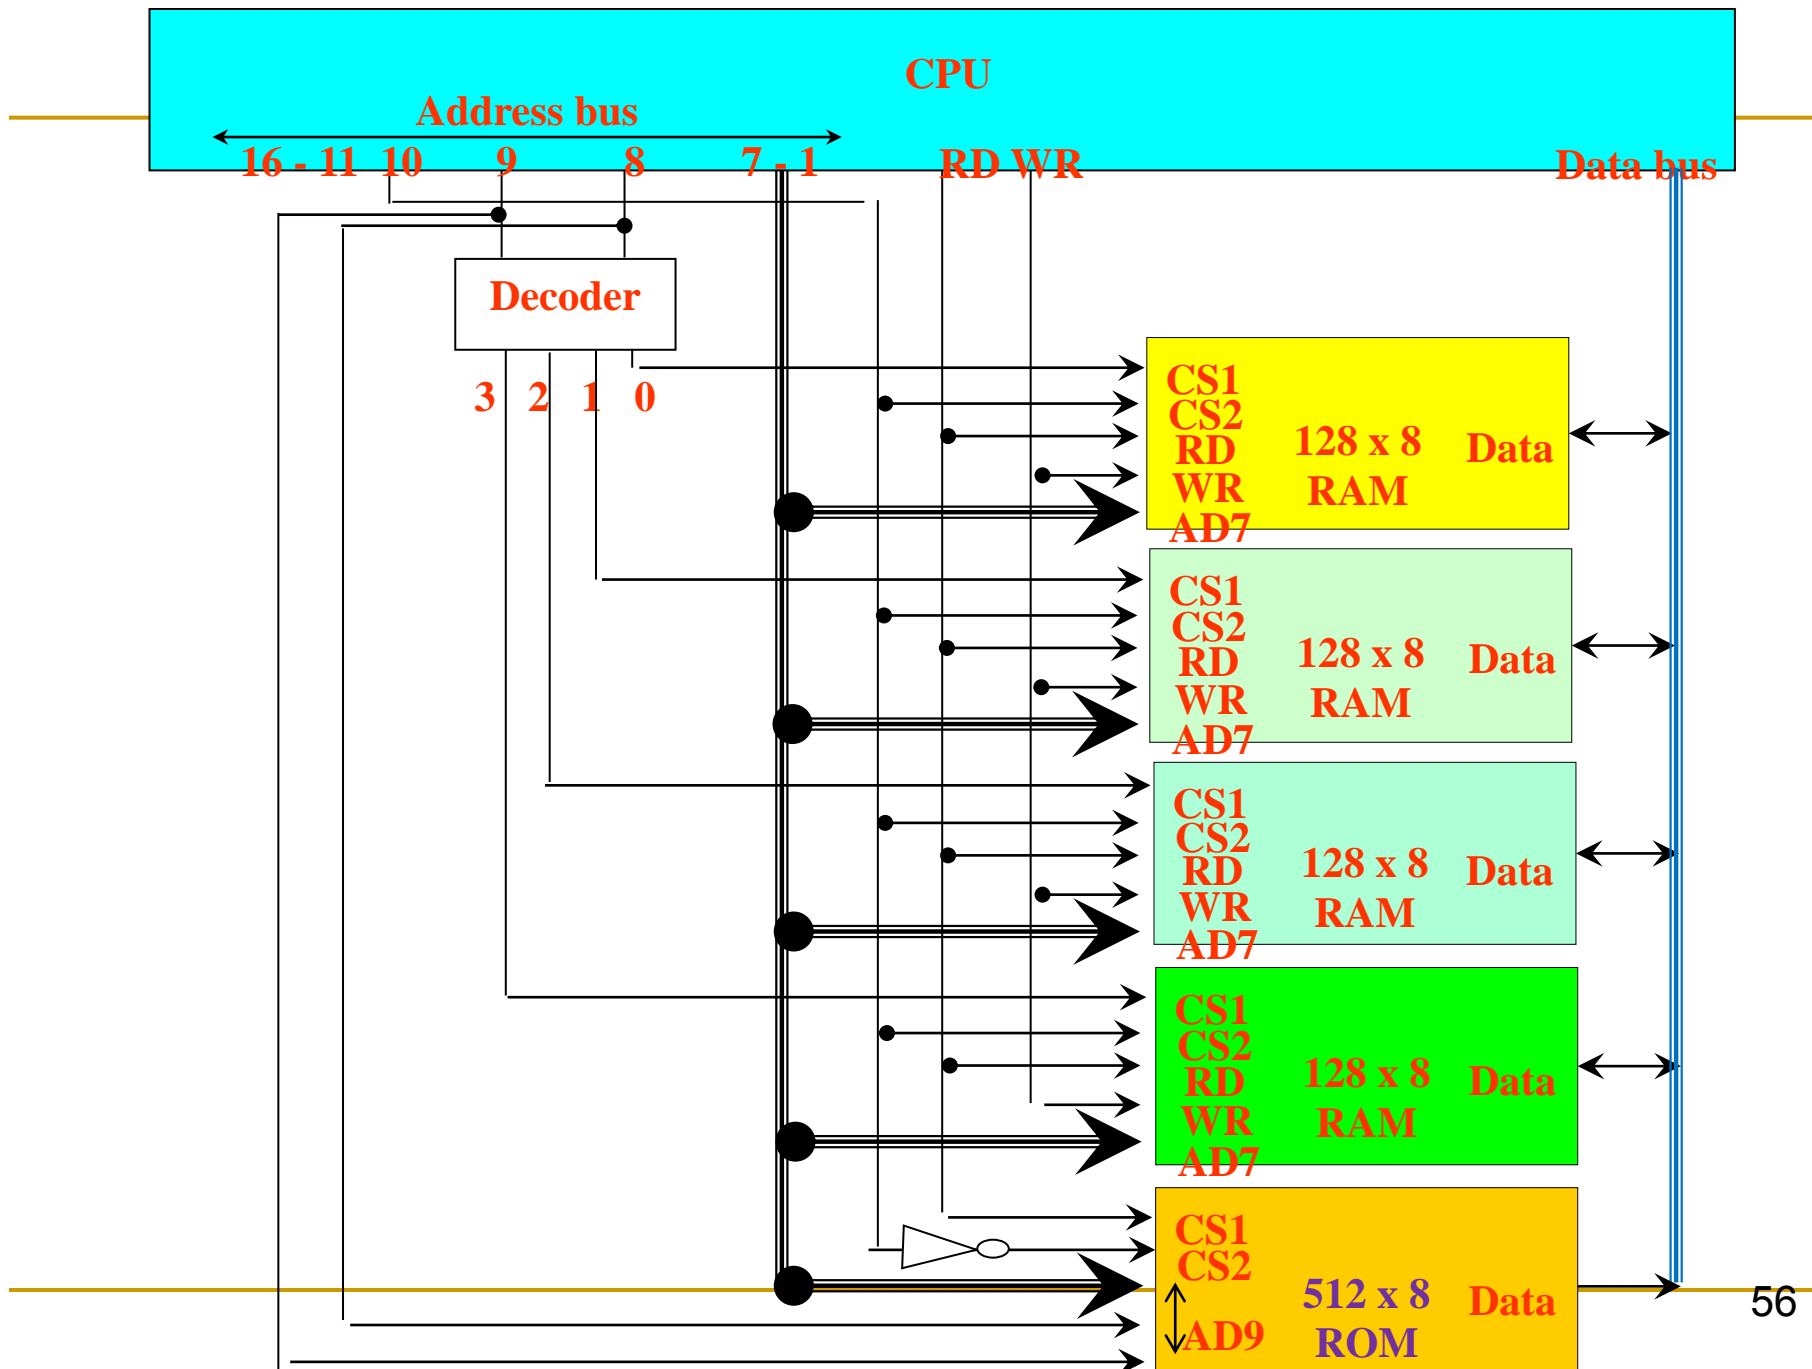 CPU
Address bus
16 - 11 10 9 8 7 - 1 RD WR Data bus
Decoder
3 2 1 0
CS1
CS2
RD
WR
AD7
128 x 8
RAM
Data
CS1
CS2
RD
WR
AD7
128 x 8
RAM
Data
CS1
CS2
RD
WR
AD7
128 x 8
RAM
Data
CS1
CS2
RD
WR
AD7
128 x 8
RAM
Data
CS1
CS2
AD9
512 x 8
ROM
Data
56